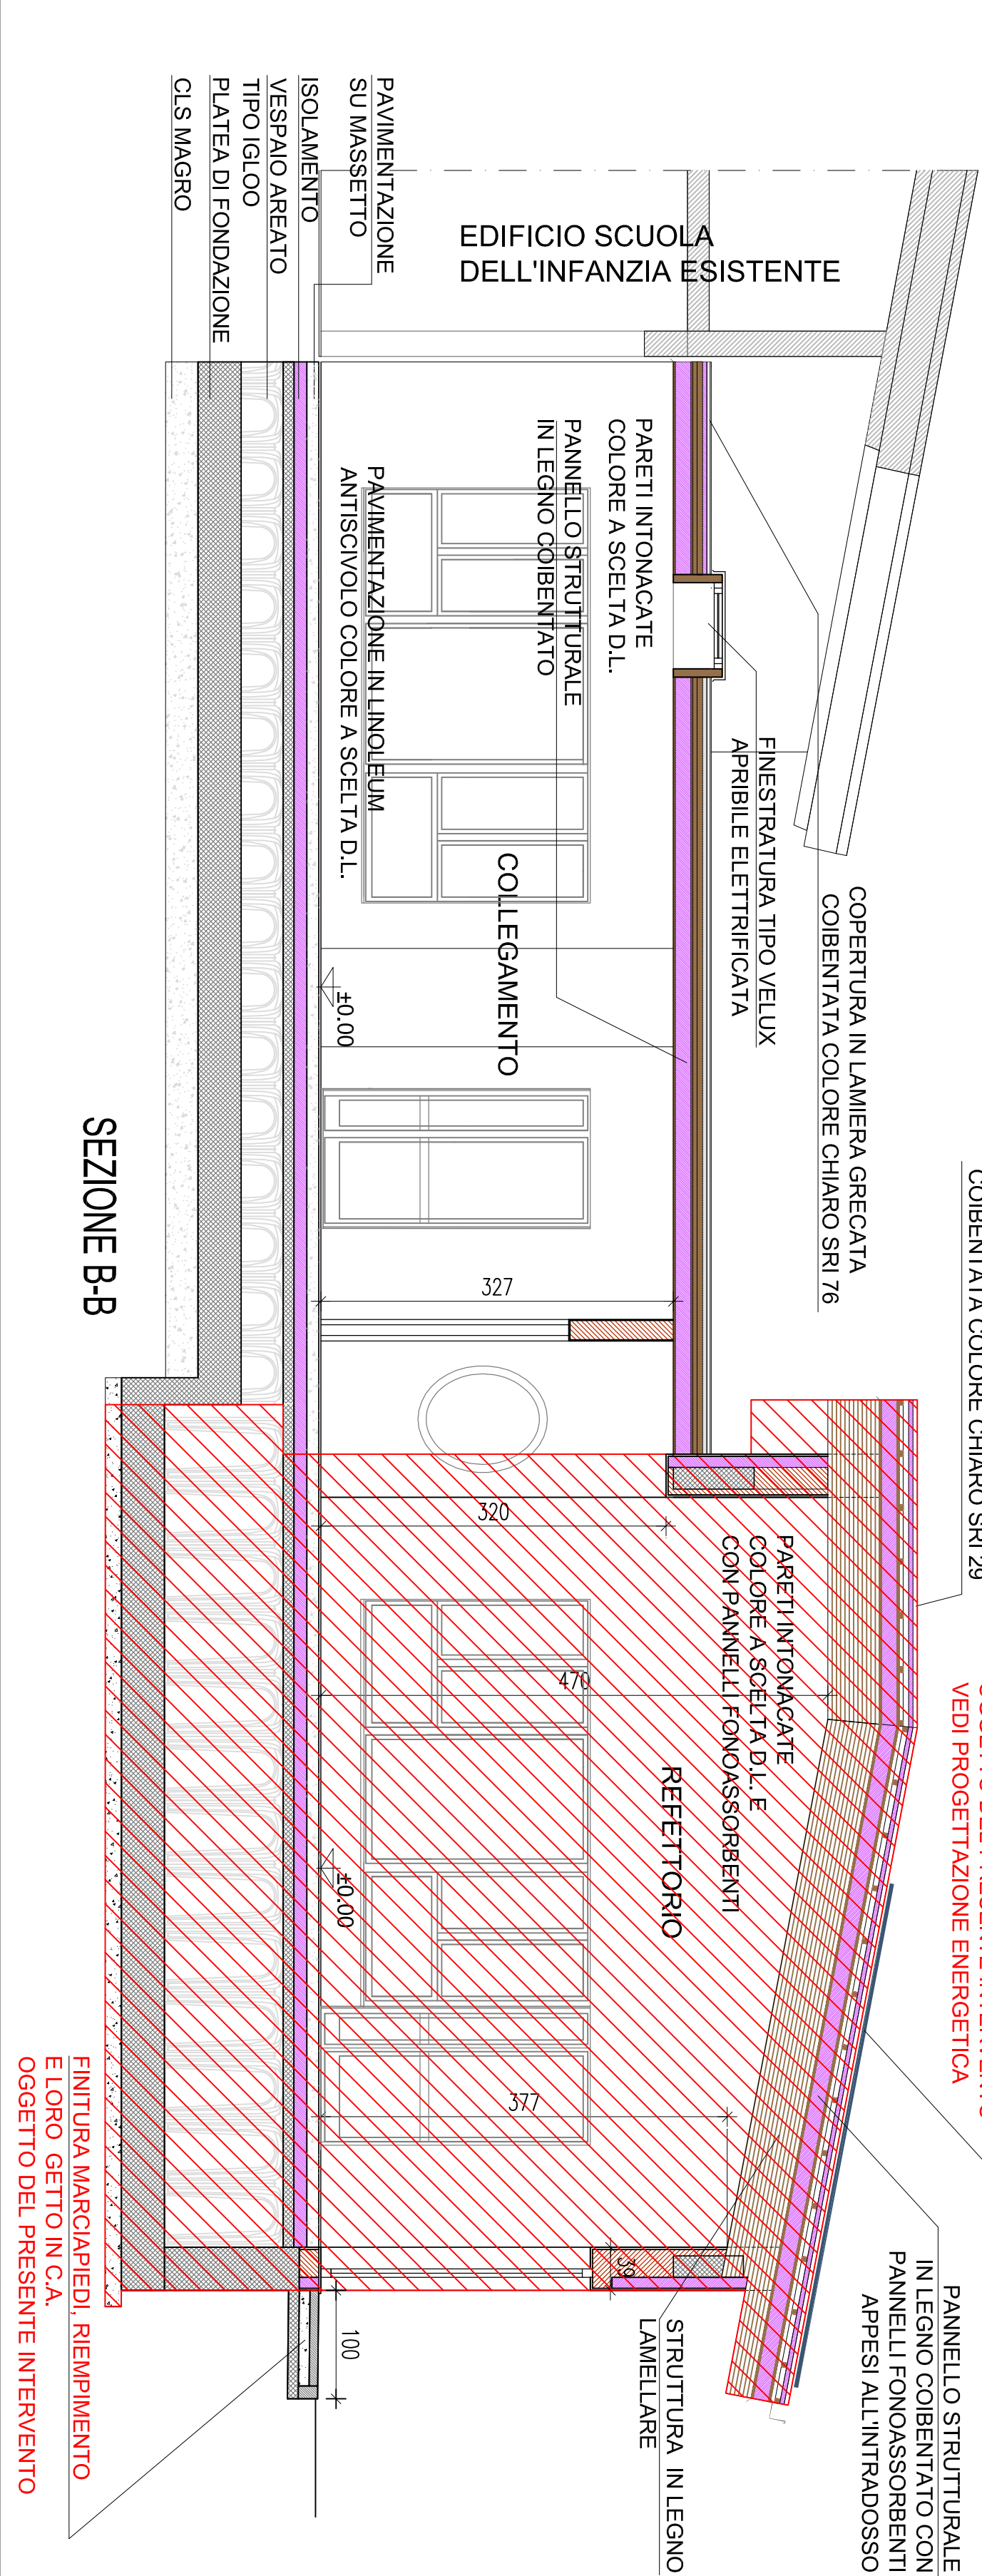 COIBENTATA COLORE CHIARO SRI 29
VEDI PROGETTAZIONE ENERGETICA
PANNELLO STRUTTURALE
IN LEGNO COIBENTATO CON
PANNELLI FONOASSORBENTI
APPESI ALL'INTRADOSSO
COPERTURA IN LAMIERA GRECATA
COIBENTATA COLORE CHIARO SRI 76
FINESTRATURA TIPO VELUX
APRIBILE ELETTRIFICATA
EDIFICIO SCUOLA
DELL'INFANZIA ESISTENTE
PARETI INTONACATE
COLORE A SCELTA D.L.
PANNELLO STRUTTURALE
IN LEGNO COIBENTATO
PARETI INTONACATE
COLORE A SCELTA D.L. E
CON PANNELLI FONOASSORBENTI
REFETTORIO
STRUTTURA IN LEGNO
LAMELLARE
COLLEGAMENTO
327
320
470
377
39
PAVIMENTAZIONE IN LINOLEUM
ANTISCIVOLO COLORE A SCELTA D.L.
±0.00
±0.00
100
PAVIMENTAZIONE
SU MASSETTO
ISOLAMENTO
VESPAIO AREATO
TIPO IGLOO
PLATEA DI FONDAZIONE
CLS MAGRO
SEZIONE B-B
FINITURA MARCIAPIEDI, RIEMPIMENTO
E LORO GETTO IN C.A.
OGGETTO DEL PRESENTE INTERVENTO